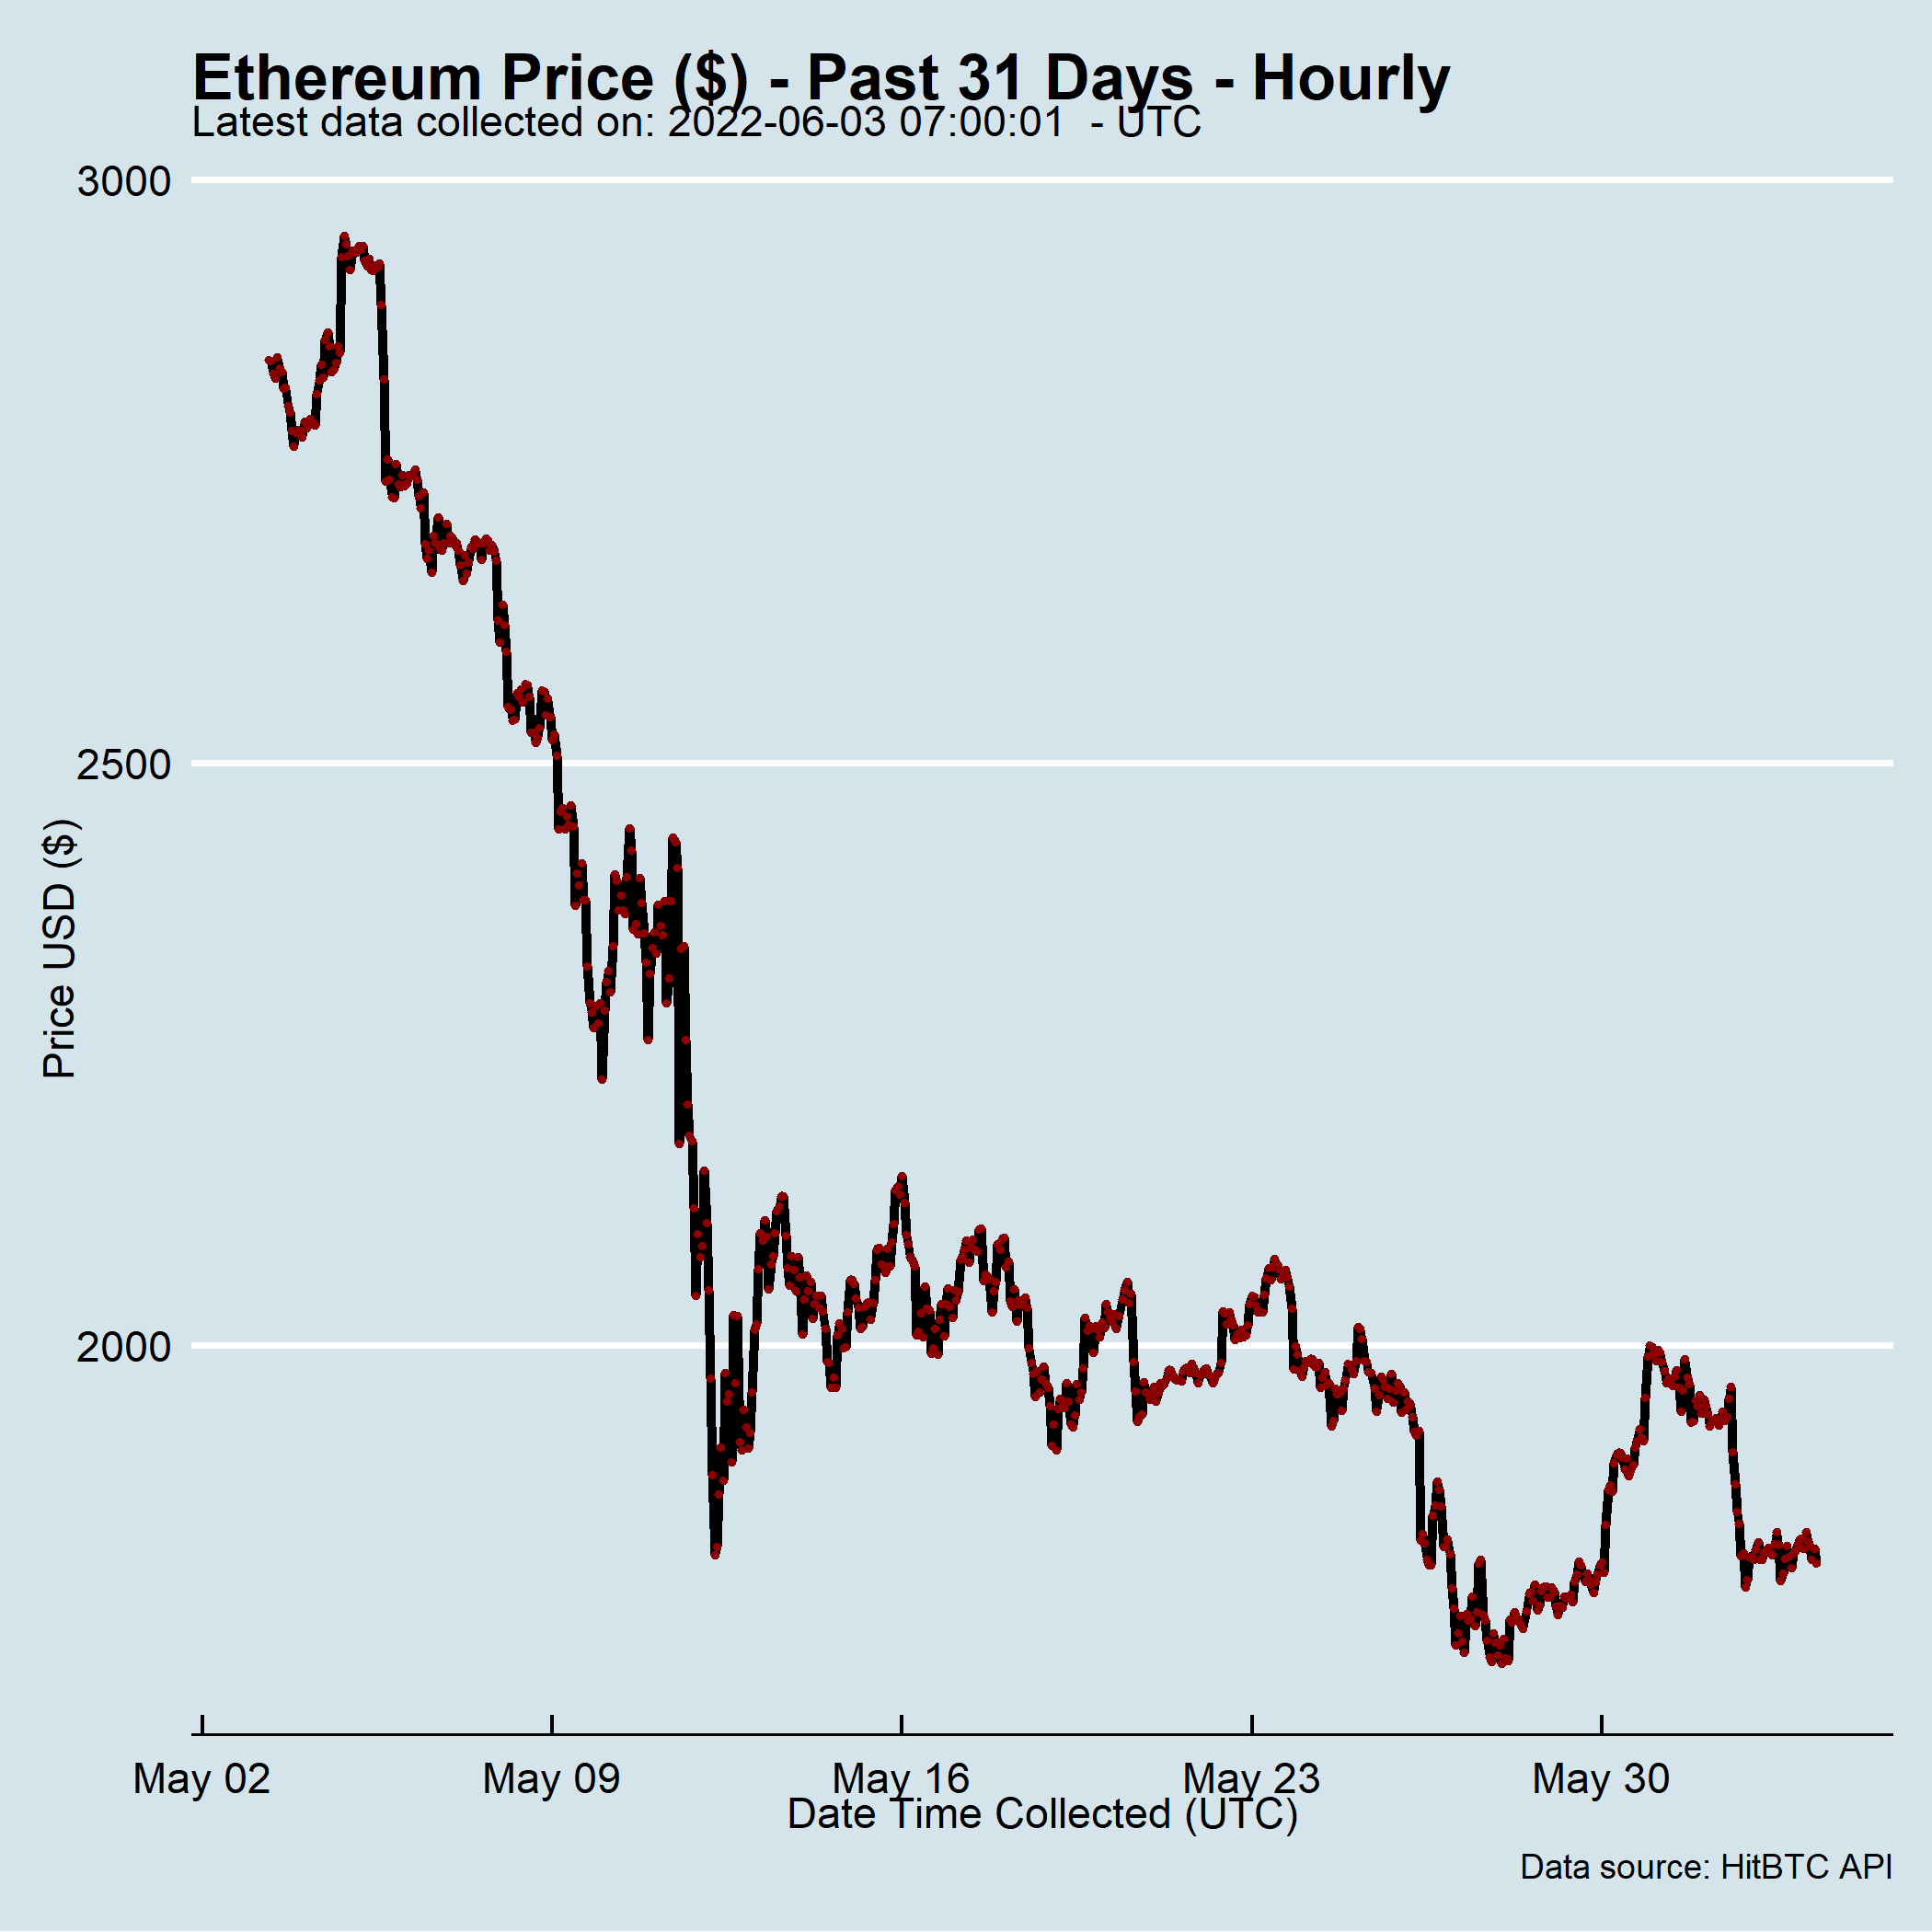 Ethereum Price ($) - Past 31 Days - Hourly
Latest data collected on: 2022-06-03 07:00:01  - UTC
3000
2500
2000
Price USD ($)
May 02
May 09
May 16
May 23
May 30
Date Time Collected (UTC)
Data source: HitBTC API